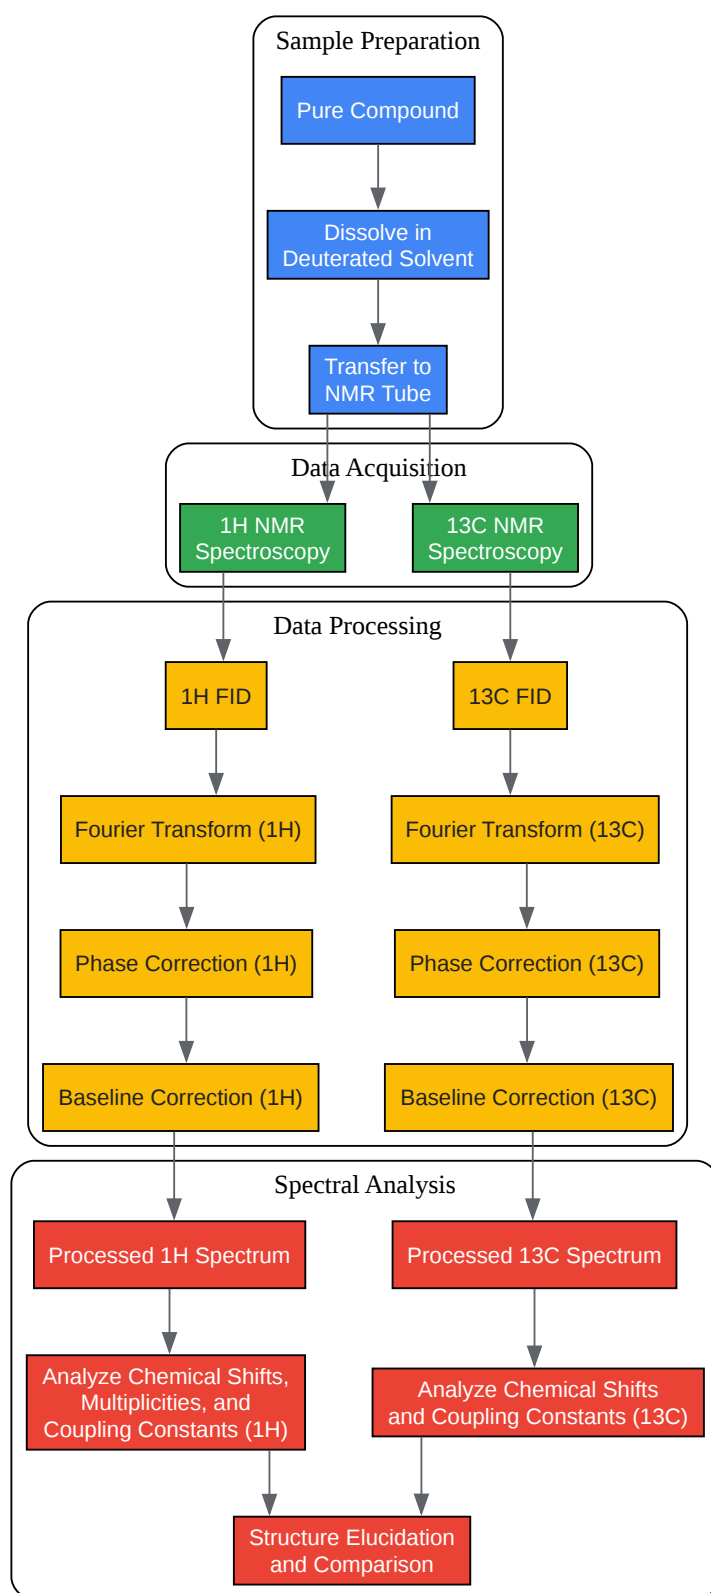 Sample Preparation
Pure Compound
Dissolve in
Deuterated Solvent
Transfer to
NMR Tube
Data Acquisition
1H NMR
Spectroscopy
13C NMR
Spectroscopy
Data Processing
1H FID
13C FID
Fourier Transform (1H)
Fourier Transform (13C)
Phase Correction (1H)
Phase Correction (13C)
Baseline Correction (1H)
Baseline Correction (13C)
Spectral Analysis
Processed 1H Spectrum
Processed 13C Spectrum
Analyze Chemical Shifts,
Multiplicities, and
Coupling Constants (1H)
Analyze Chemical Shifts
and Coupling Constants (13C)
Structure Elucidation
and Comparison